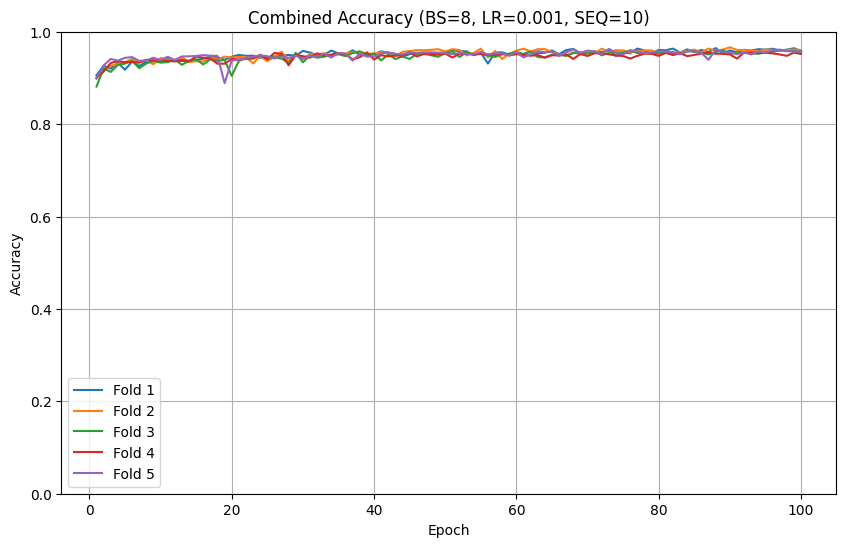 Combined Accuracy (BS=8, LR=0.001, SEQ=10)
Accuracy
1.0
0.8
0.6
0.4
0.2
0.0
Fold 1
Fold 2
Fold 3
Fold 4
Fold 5
0 20 40 60 80 100
Epoch